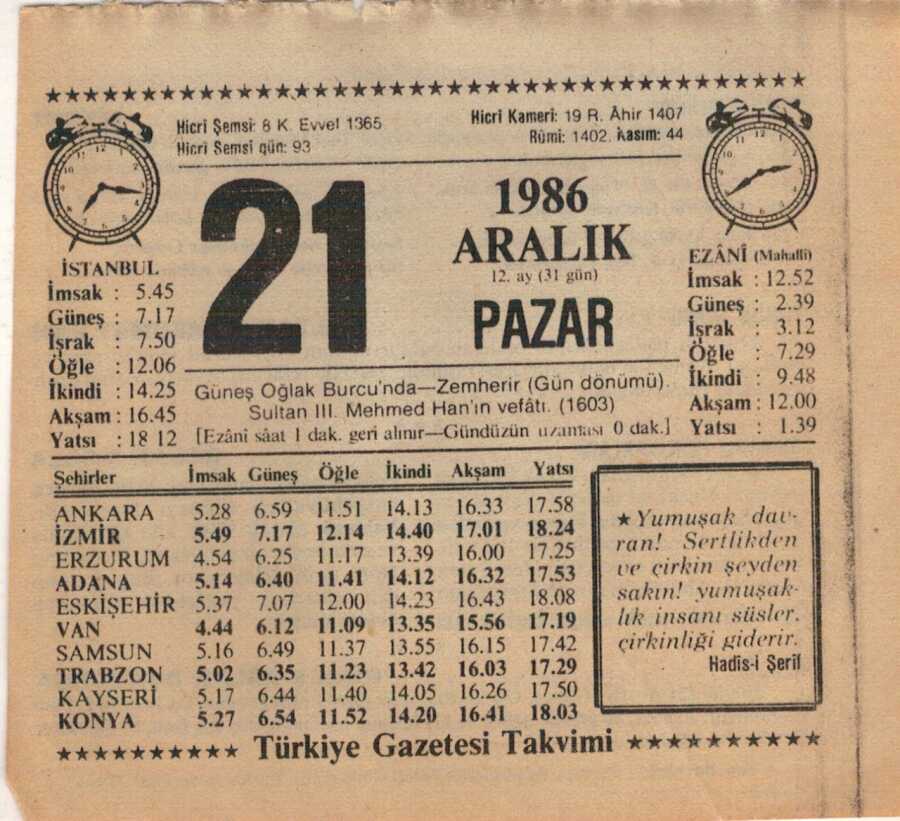 Hicri Şemsi: 8 K. Evvel 1365
Hicri Şemsi gün: 93
Hicri Kameri: 19 R. Âhir 1407
Rûmi: 1402. Kasım: 44
21
1986
ARALIK
12. ay (31 gün)
PAZAR
İSTANBUL
İmsak : 5.45
Güneş : 7.17
İşrak : 7.50
Öğle : 12.06
İkindi : 14.25
Akşam : 16.45
Yatsı : 18 12
EZÂNÎ (Mahallî)
İmsak : 12.52
Güneş : 2.39
İşrak : 3.12
Öğle : 7.29
İkindi : 9.48
Akşam : 12.00
Yatsı : 1.39
Güneş Oğlak Burcu'nda—Zemherir (Gün dönümü).
Sultan III. Mehmed Han'ın vefâtı. (1603)
[Ezânî sâat 1 dak. geri alınır—Gündüzün uzaması 0 dak.]
Şehirler İmsak Güneş Öğle İkindi Akşam Yatsı
ANKARA 5.28 6.59 11.51 14.13 16.33 17.58
İZMİR 5.49 7.17 12.14 14.40 17.01 18.24
ERZURUM 4.54 6.25 11.17 13.39 16.00 17.25
ADANA 5.14 6.40 11.41 14.12 16.32 17.53
ESKİŞEHİR 5.37 7.07 12.00 14.23 16.43 18.08
VAN 4.44 6.12 11.09 13.35 15.56 17.19
SAMSUN 5.16 6.49 11.37 13.55 16.15 17.42
TRABZON 5.02 6.35 11.23 13.42 16.03 17.29
KAYSERİ 5.17 6.44 11.40 14.05 16.26 17.50
KONYA 5.27 6.54 11.52 14.20 16.41 18.03
★ Yumuşak dav-
ran! Sertlikden
ve çirkin şeyden
sakın! yumuşak-
lık insanı süsler,
çirkinliği giderir.
Hadîs-i Şerif
★★★★★★★★★★ Türkiye Gazetesi Takvimi ★★★★★★★★★★